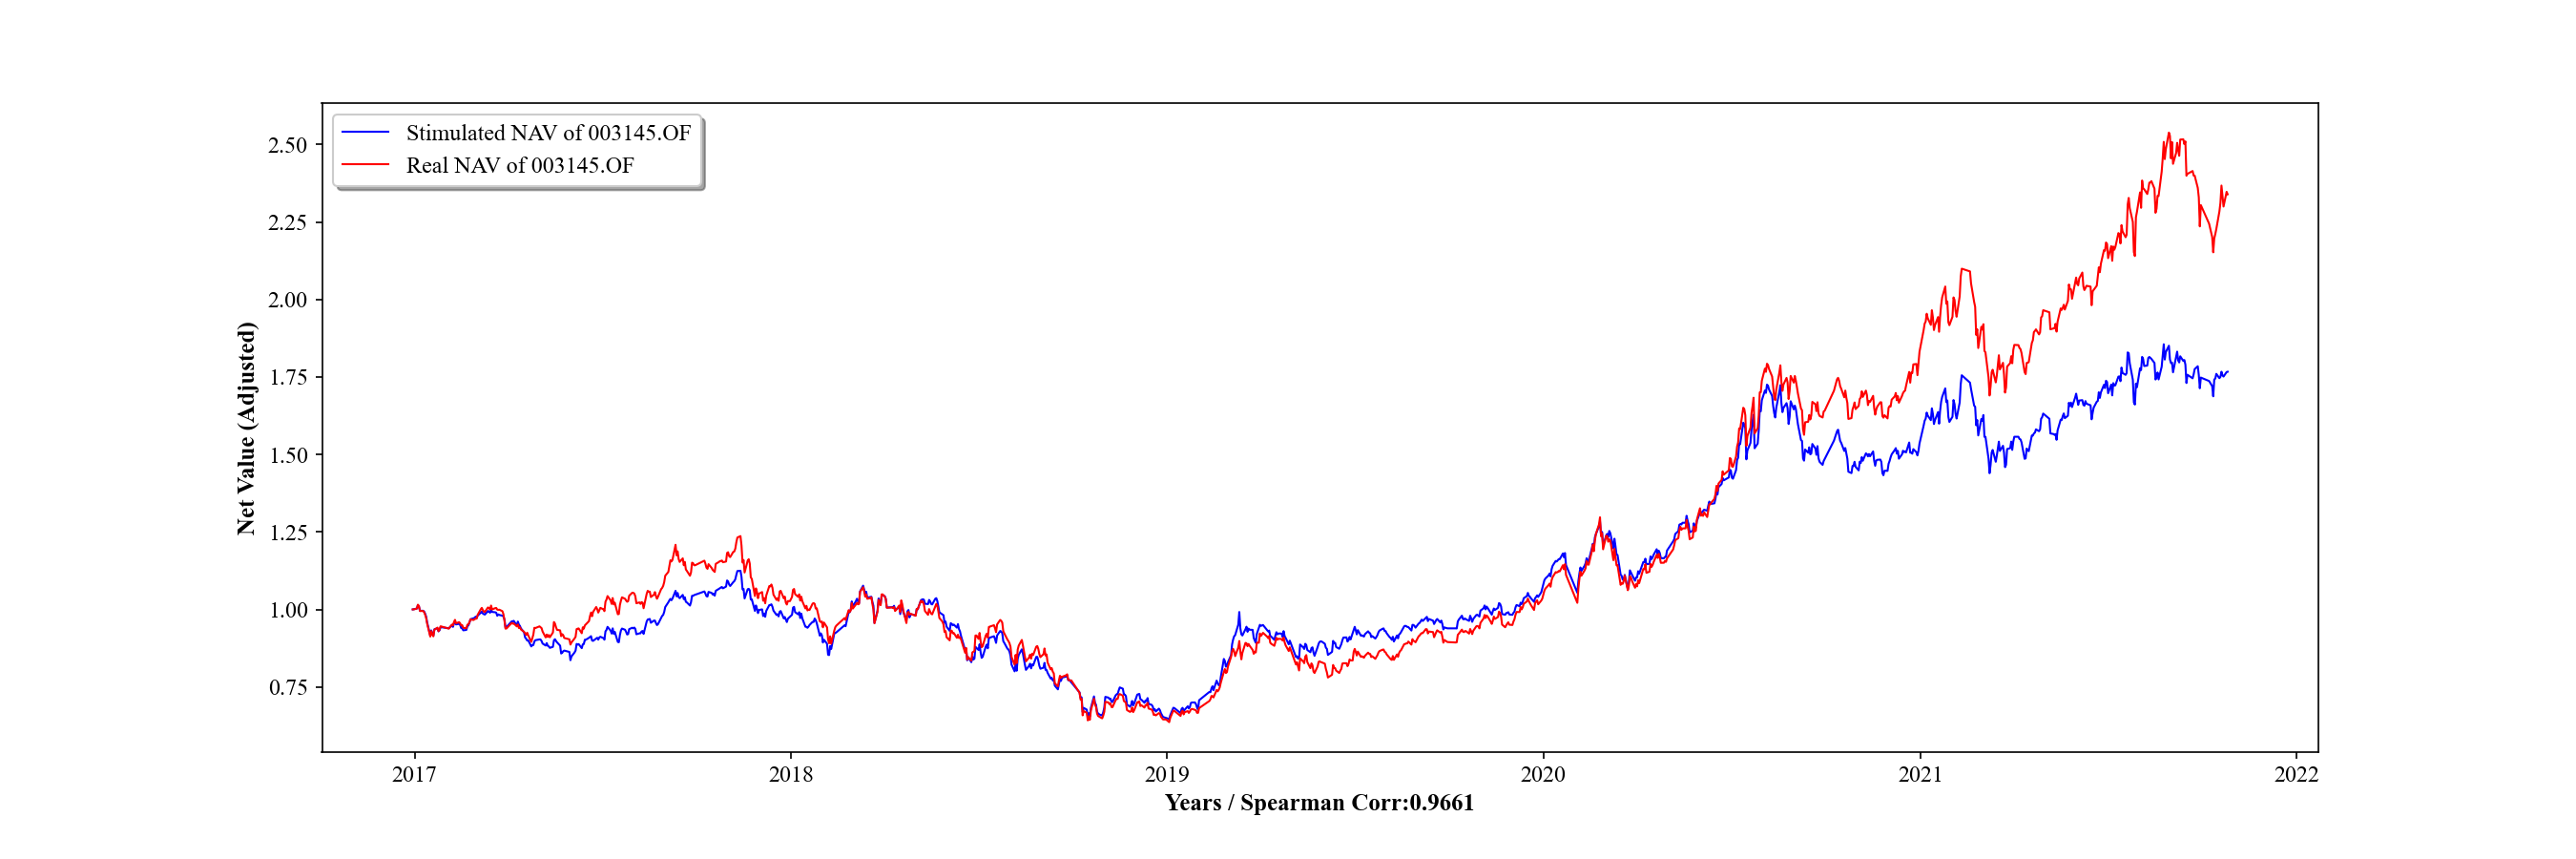 Stimulated NAV of 003145.OF
Real NAV of 003145.OF
2.50
2.25
2.00
1.75
1.50
1.25
1.00
0.75
Net Value (Adjusted)
2017 2018 2019 2020 2021 2022
Years / Spearman Corr:0.9661